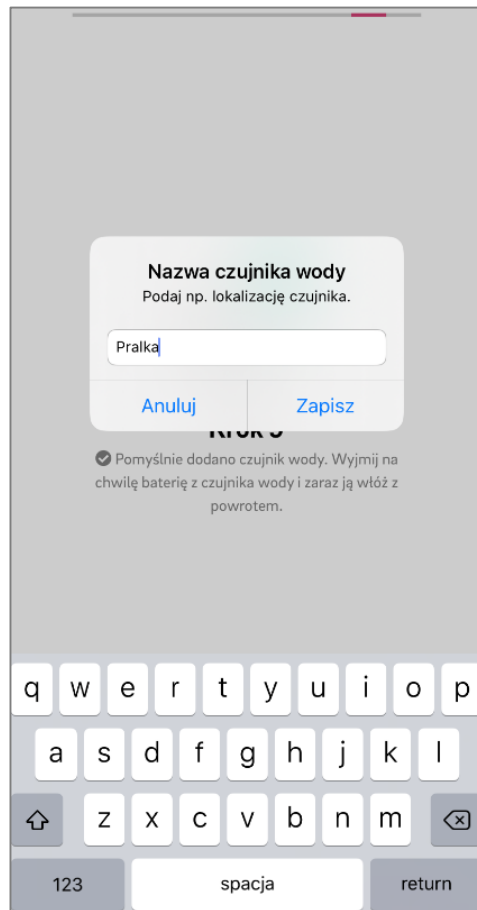 Nazwa czujnika wody
Podaj np. lokalizację czujnika.
Pralka
Anuluj
Zapisz
Pomyślnie dodano czujnik wody. Wyjmij na
chwilę baterię z czujnika wody i zaraz ją włóż z
powrotem.
q w e r t y u i o p
a s d f g h j k l
z x c v b n m
123 spacja return